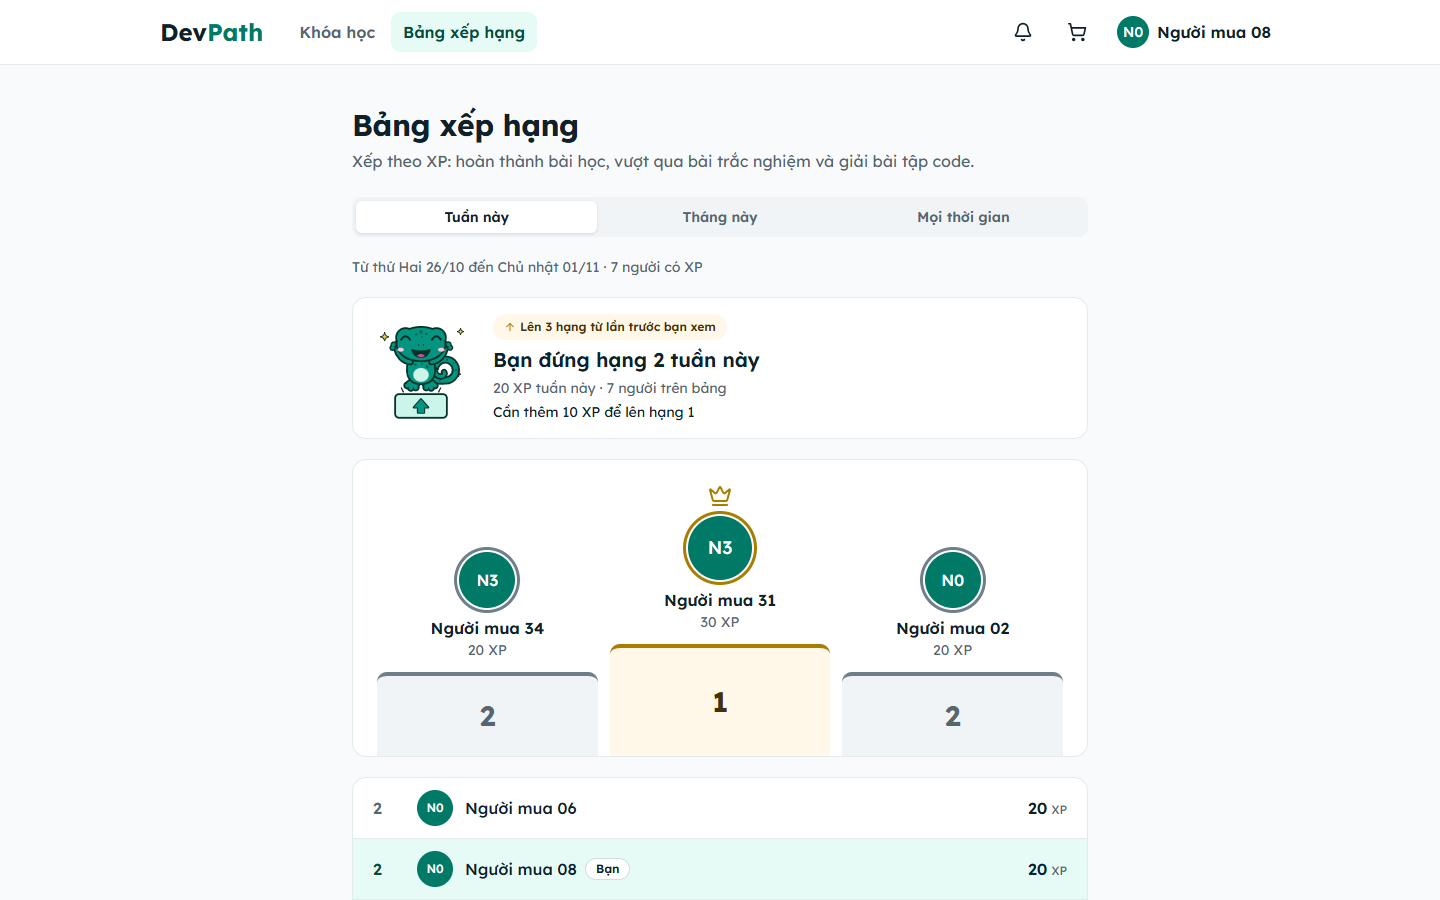 DevPath Khóa học Bảng xếp hạng N0 Người mua 08
Bảng xếp hạng
Xếp theo XP: hoàn thành bài học, vượt qua bài trắc nghiệm và giải bài tập code.
Tuần này Tháng này Mọi thời gian
Từ thứ Hai 26/10 đến Chủ nhật 01/11 · 7 người có XP
Lên 3 hạng từ lần trước bạn xem
Bạn đứng hạng 2 tuần này
20 XP tuần này · 7 người trên bảng
Cần thêm 10 XP để lên hạng 1
N3
Người mua 34
20 XP
2
N3
Người mua 31
30 XP
1
N0
Người mua 02
20 XP
2
2 N0 Người mua 06 20 XP
2 N0 Người mua 08 Bạn 20 XP